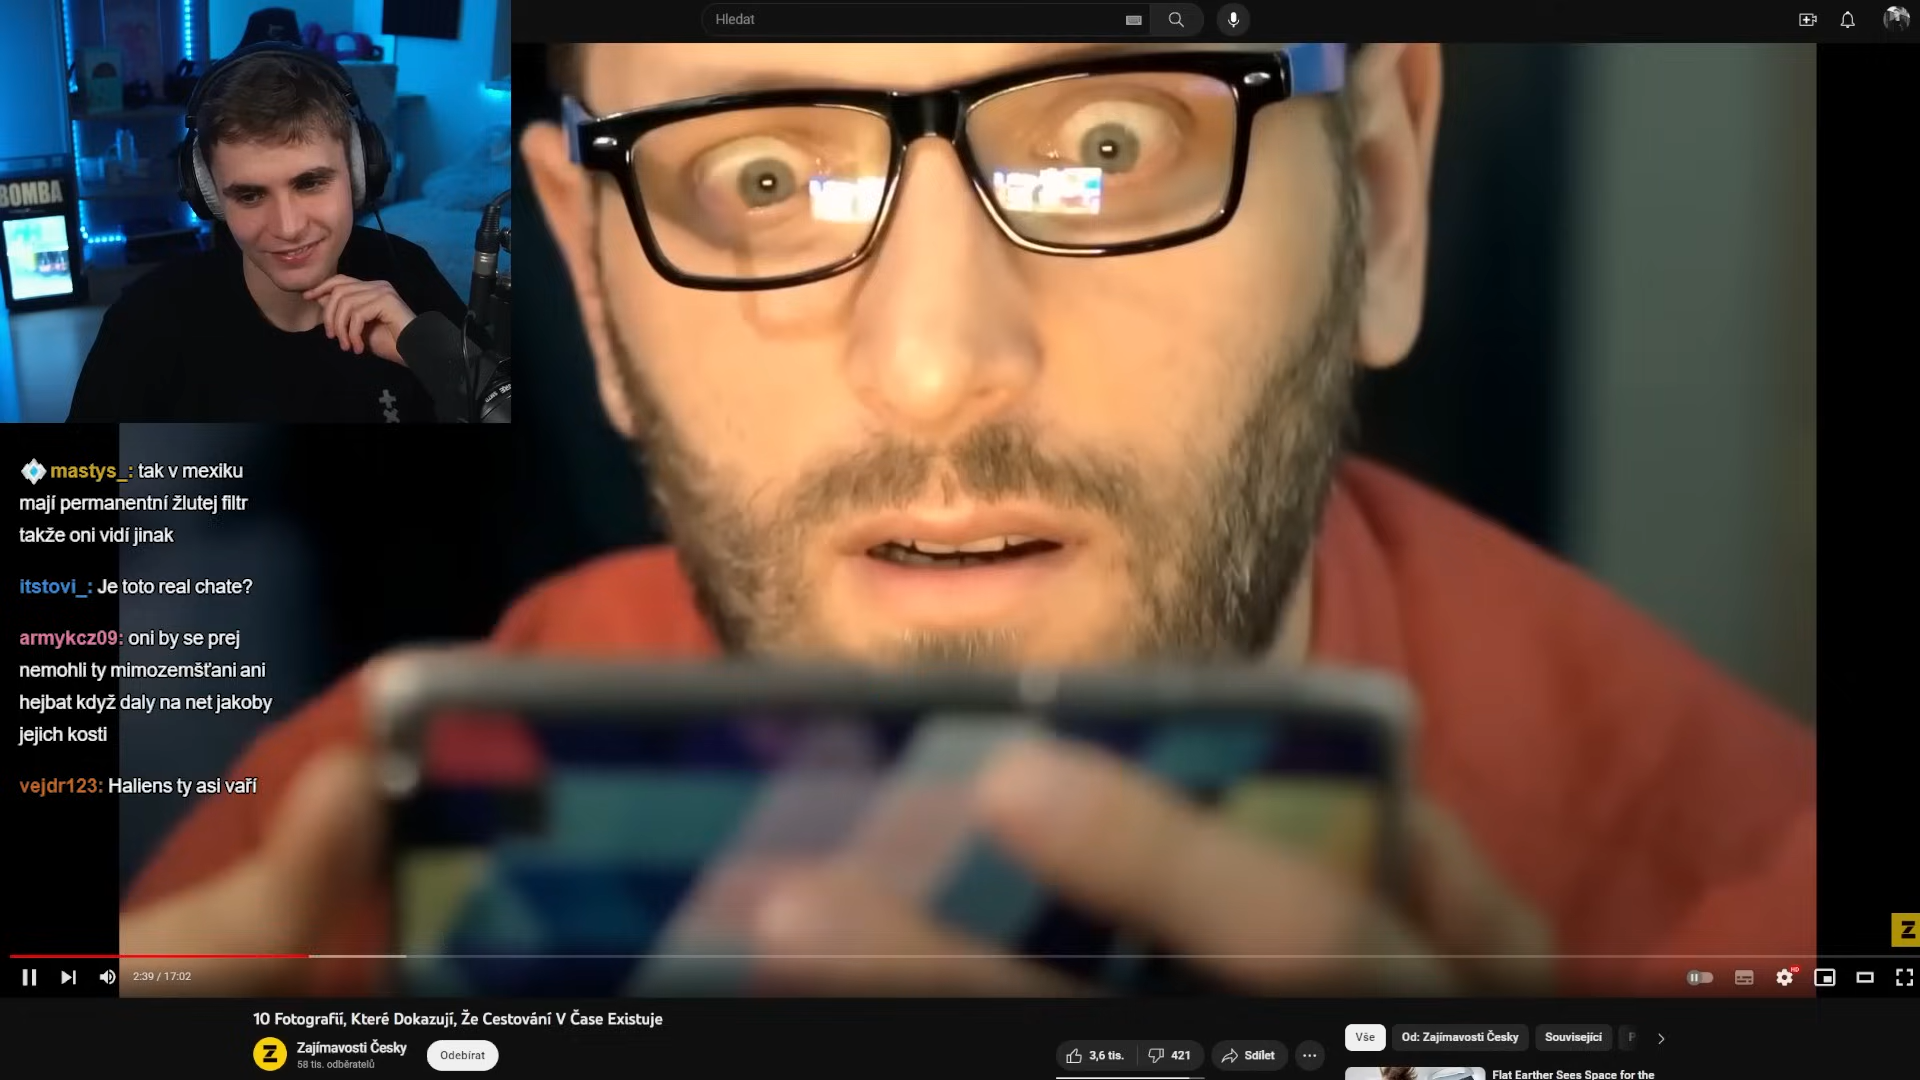 Hledat
BOMBA
mastys_: tak v mexiku
mají permanentní žlutej filtr
takže oni vidí jinak
itstovi_: Je toto real chate?
armykcz09: oni by se prej
nemohli ty mimozemšťani ani
hejbat když daly na net jakoby
jejich kosti
vejdr123: Haliens ty asi vaří
Z
2:39 / 17:02
HD
10 Fotografií, Které Dokazují, Že Cestování V Čase Existuje
Z
Zajímavosti Česky
58 tis. odběratelů
Odebírat
3,6 tis.
421
Sdílet
Vše
Od: Zajímavosti Česky
Související
P
Flat Earther Sees Space for the